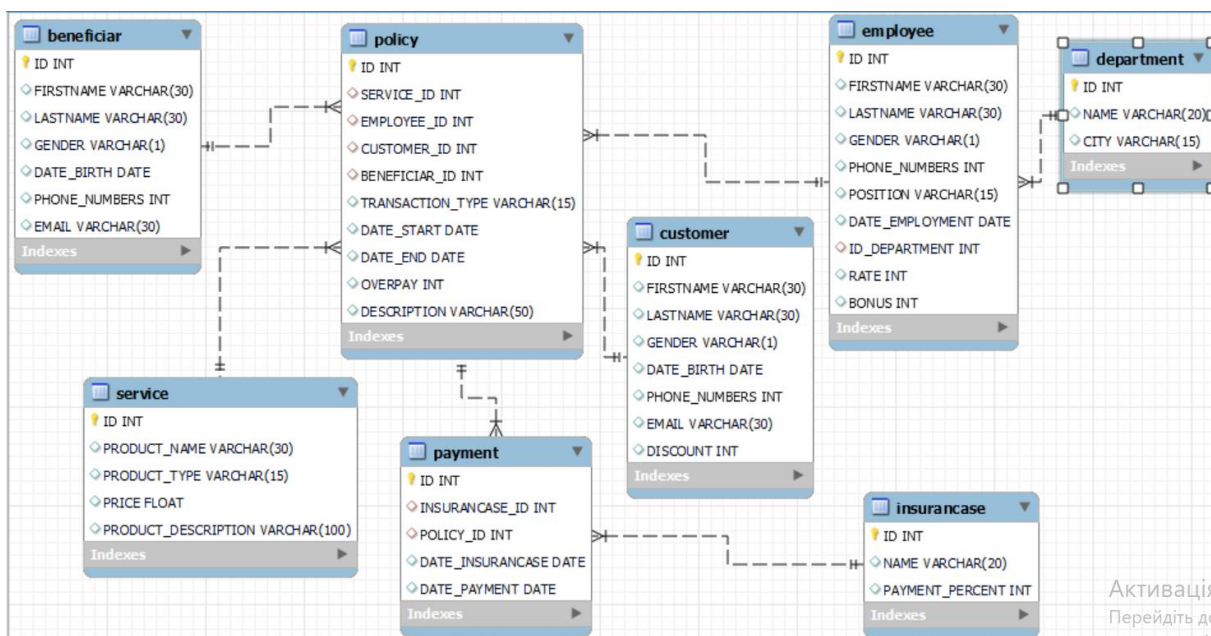 beneficiar
ID INT
FIRSTNAME VARCHAR(30)
LASTNAME VARCHAR(30)
GENDER VARCHAR(1)
DATE_BIRTH DATE
PHONE_NUMBERS INT
EMAIL VARCHAR(30)
Indexes
policy
ID INT
SERVICE_ID INT
EMPLOYEE_ID INT
CUSTOMER_ID INT
BENEFICIAR_ID INT
TRANSACTION_TYPE VARCHAR(15)
DATE_START DATE
DATE_END DATE
OVERPAY INT
DESCRIPTION VARCHAR(50)
Indexes
employee
ID INT
FIRSTNAME VARCHAR(30)
LASTNAME VARCHAR(30)
GENDER VARCHAR(1)
PHONE_NUMBERS INT
POSITION VARCHAR(15)
DATE_EMPLOYMENT DATE
ID_DEPARTMENT INT
RATE INT
BONUS INT
Indexes
department
ID INT
NAME VARCHAR(20)
CITY VARCHAR(15)
Indexes
customer
ID INT
FIRSTNAME VARCHAR(30)
LASTNAME VARCHAR(30)
GENDER VARCHAR(1)
DATE_BIRTH DATE
PHONE_NUMBERS INT
EMAIL VARCHAR(30)
DISCOUNT INT
Indexes
service
ID INT
PRODUCT_NAME VARCHAR(30)
PRODUCT_TYPE VARCHAR(15)
PRICE FLOAT
PRODUCT_DESCRIPTION VARCHAR(100)
Indexes
payment
ID INT
INSURANCASE_ID INT
POLICY_ID INT
DATE_INSURANCASE DATE
DATE_PAYMENT DATE
Indexes
insurancase
ID INT
NAME VARCHAR(20)
PAYMENT_PERCENT INT
Indexes
Активація
Перейдіть до